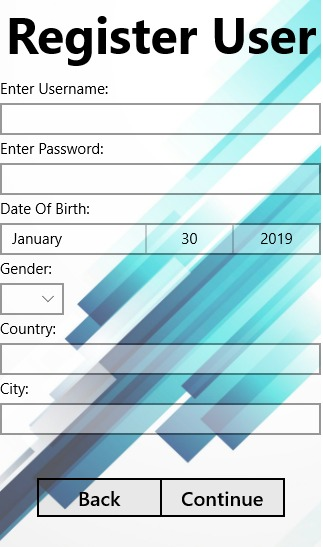 Register User
Enter Username:
Enter Password:
Date Of Birth:
January 30 2019
Gender:
Country:
City:
Back Continue